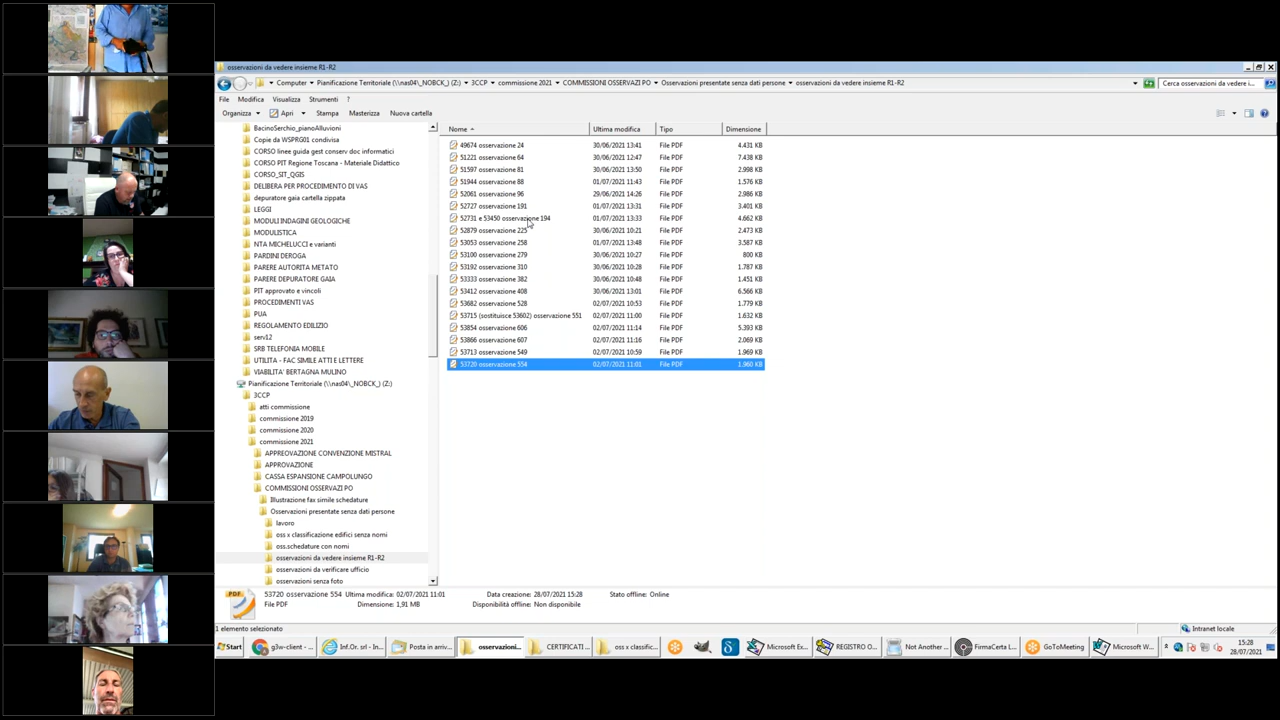 osservazioni da vedere insieme R1-R2
Computer ▸ Pianificazione Territoriale (\\nas04\_NOBCK_) (Z:) ▸ 3CCP ▸ commissione 2021 ▸ COMMISSIONI OSSERVAZI PO ▸ Osservazioni presentate senza dati persone ▸ osservazioni da vedere insieme R1-R2
Cerca osservazioni da vedere i...
File Modifica Visualizza Strumenti ?
Organizza Apri Stampa Masterizza Nuova cartella
BacinoSerchio_pianoAlluvioni
Copie da WSPRG01 condivisa
CORSO linee guida gest conserv doc informatici
CORSO PIT Regione Toscana - Materiale Didattico
CORSO_SIT_QGIS
DELIBERA PER PROCEDIMENTO DI VAS
depuratore gaia cartella zippata
LEGGI
MODULI INDAGINI GEOLOGICHE
MODULISTICA
NTA MICHELUCCI e varianti
PARDINI DEROGA
PARERE AUTORITA METATO
PARERE DEPURATORE GAIA
PIT approvato e vincoli
PROCEDIMENTI VAS
PUA
REGOLAMENTO EDILIZIO
serv12
SRB TELEFONIA MOBILE
UTILITA - FAC SIMILE ATTI E LETTERE
VIABILITA' BERTAGNA MULINO
Pianificazione Territoriale (\\nas04\_NOBCK_) (Z:)
3CCP
atti commissione
commissione 2019
commissione 2020
commissione 2021
APPREOVAZIONE CONVENZIONE MISTRAL
APPROVAZIONE
CASSA ESPANSIONE CAMPOLUNGO
COMMISSIONI OSSERVAZI PO
Illustrazione fax simile schedature
Osservazioni presentate senza dati persone
lavoro
oss x classificazione edifici senza nomi
oss.schedature con nomi
osservazioni da vedere insieme R1-R2
osservazioni da verificare ufficio
osservazioni senza foto
Nome Ultima modifica Tipo Dimensione
49674 osservazione 24 30/06/2021 13:41 File PDF 4.431 KB
51221 osservazione 64 30/06/2021 12:47 File PDF 7.438 KB
51597 osservazione 81 30/06/2021 13:50 File PDF 2.998 KB
51944 osservazione 88 01/07/2021 11:43 File PDF 1.576 KB
52061 osservazione 96 29/06/2021 14:26 File PDF 2.986 KB
52727 osservazione 191 01/07/2021 13:31 File PDF 3.401 KB
52731 e 53450 osservazione 194 01/07/2021 13:33 File PDF 4.662 KB
52879 osservazione 225 30/06/2021 10:21 File PDF 2.473 KB
53053 osservazione 258 01/07/2021 13:48 File PDF 3.587 KB
53100 osservazione 279 30/06/2021 10:27 File PDF 800 KB
53192 osservazione 310 30/06/2021 10:28 File PDF 1.787 KB
53333 osservazione 382 30/06/2021 10:48 File PDF 1.451 KB
53412 osservazione 408 30/06/2021 13:01 File PDF 6.566 KB
53682 osservazione 528 02/07/2021 10:53 File PDF 1.779 KB
53715 (sostituisce 53602) osservazione 551 02/07/2021 11:00 File PDF 1.632 KB
53854 osservazione 606 02/07/2021 11:14 File PDF 5.393 KB
53866 osservazione 607 02/07/2021 11:16 File PDF 2.069 KB
53713 osservazione 549 02/07/2021 10:59 File PDF 1.969 KB
53720 osservazione 554 02/07/2021 11:01 File PDF 1.960 KB
PDF 53720 osservazione 554 Ultima modifica: 02/07/2021 11:01 Data creazione: 28/07/2021 15:28 Stato offline: Online
File PDF Dimensione: 1,91 MB Disponibilità offline: Non disponibile
1 elemento selezionato Intranet locale
Start g3w-client - ... Inf.Or. srl - In... Posta in arriv... osservazioni... CERTIFICATI ... oss x classific... Microsoft Ex... REGISTRO O... Not Another ... FirmaCerta L... GoToMeeting Microsoft W...
15:28
28/07/2021